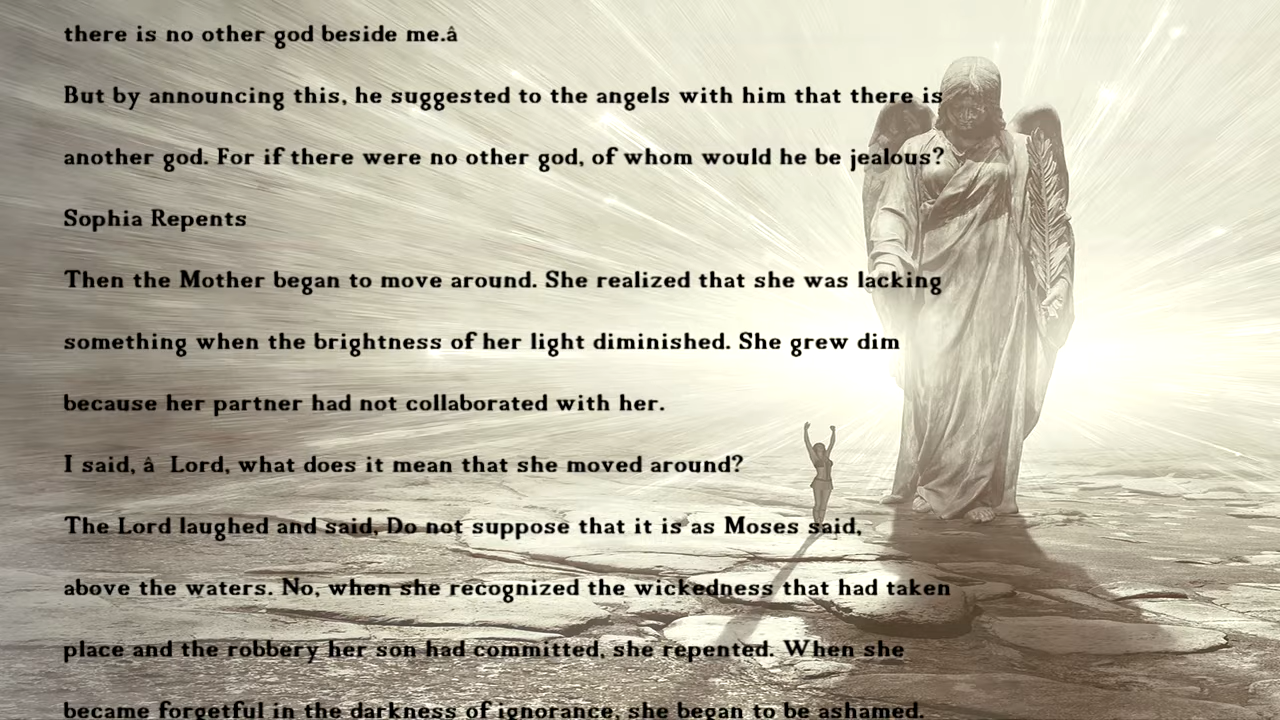 there is no other god beside me.â
But by announcing this, he suggested to the angels with him that there is
another god. For if there were no other god, of whom would he be jealous?
Sophia Repents
Then the Mother began to move around. She realized that she was lacking
something when the brightness of her light diminished. She grew dim
because her partner had not collaborated with her.
I said, â  Lord, what does it mean that she moved around?
The Lord laughed and said, Do not suppose that it is as Moses said,
above the waters. No, when she recognized the wickedness that had taken
place and the robbery her son had committed, she repented. When she
became forgetful in the darkness of ignorance, she began to be ashamed.